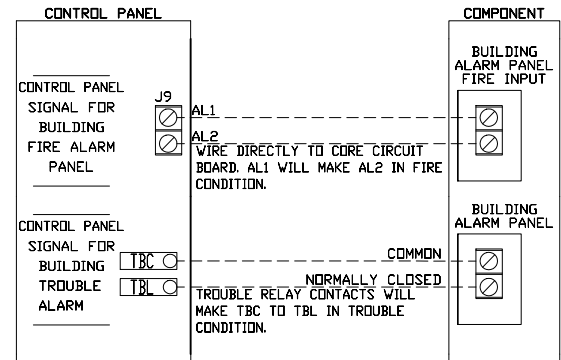 CONTROL PANEL
COMPONENT
CONTROL PANEL
SIGNAL FOR
BUILDING
FIRE ALARM
PANEL
J9
AL1
AL2
WIRE DIRECTLY TO CORE CIRCUIT
BOARD. AL1 WILL MAKE AL2 IN FIRE
CONDITION.
BUILDING
ALARM PANEL
FIRE INPUT
CONTROL PANEL
SIGNAL FOR
BUILDING
TROUBLE
ALARM
TBC
TBL
COMMON
NORMALLY CLOSED
TROUBLE RELAY CONTACTS WILL
MAKE TBC TO TBL IN TROUBLE
CONDITION.
BUILDING
ALARM PANEL